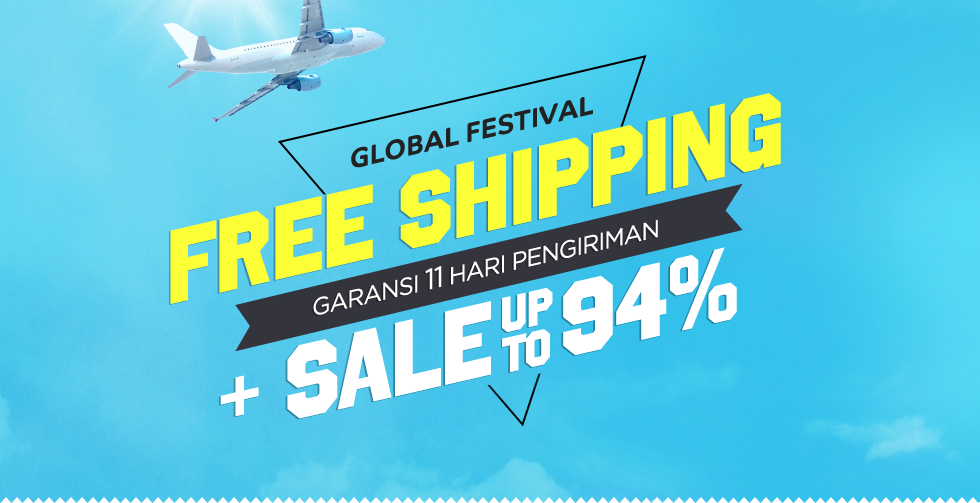 GLOBAL FESTIVAL
FREE SHIPPING
GARANSI 11 HARI PENGIRIMAN
+ SALE UP TO 94%